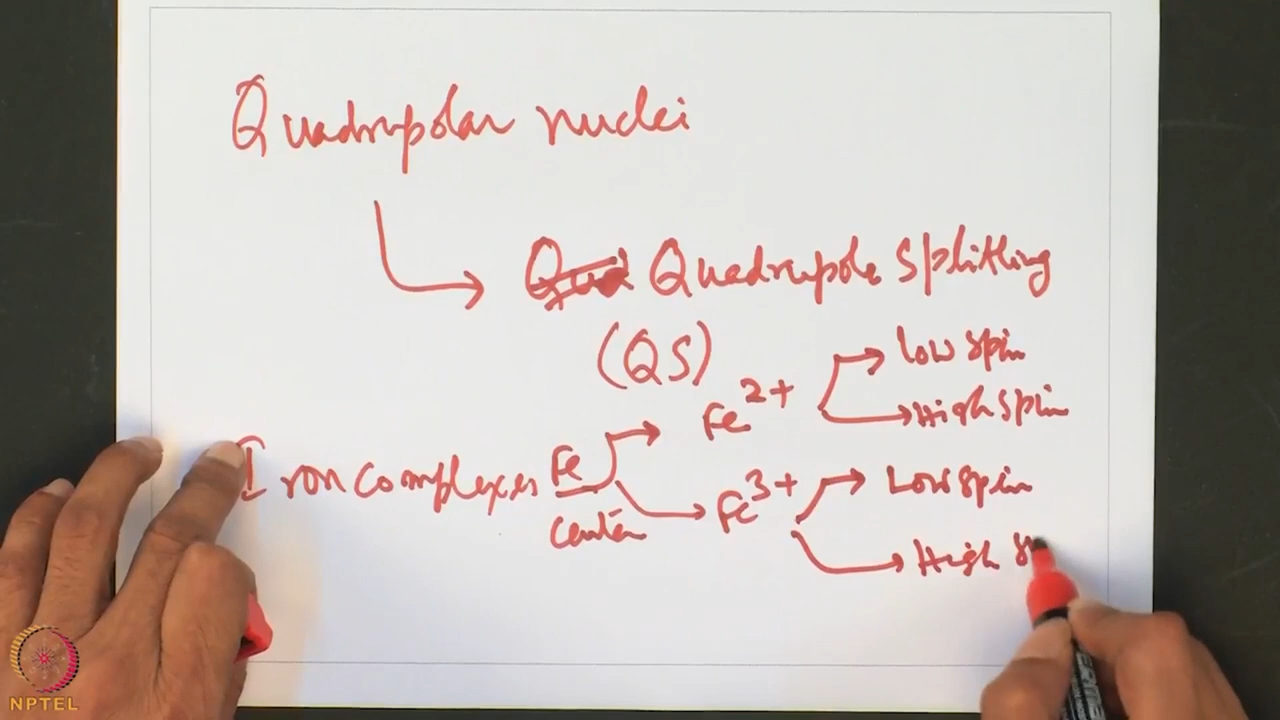 Quadrupolar nuclei
Quadrupole Splitting
(QS)
Low Spin
Fe2+
High Spin
Iron Complexes Fe
Center
Fe3+
Low Spin
High S
NPTEL